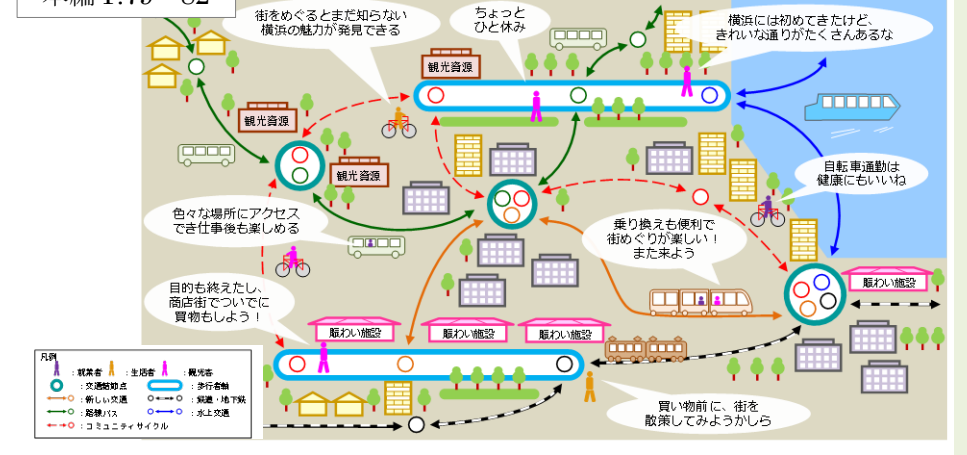 街をめぐるとまだ知らない
横浜の魅力が発見できる
ちょっと
ひと休み
横浜には初めてきたけど、
きれいな通りがたくさんあるな
観光資源
観光資源
観光資源
自転車通勤は
健康にもいいね
色々な場所にアクセス
でき仕事後も楽しめる
乗り換えも便利で
街めぐりが楽しい！
また来よう
目的も終えたし、
商店街でついでに
買物もしよう！
賑わい施設
賑わい施設
賑わい施設
賑わい施設
買い物前に、街を
散策してみようかしら
凡例
：就業者
：生活者
：観光客
：交通結節点
：歩行者軸
：新しい交通
：鉄道・地下鉄
：路線バス
：水上交通
：コミュニティサイクル